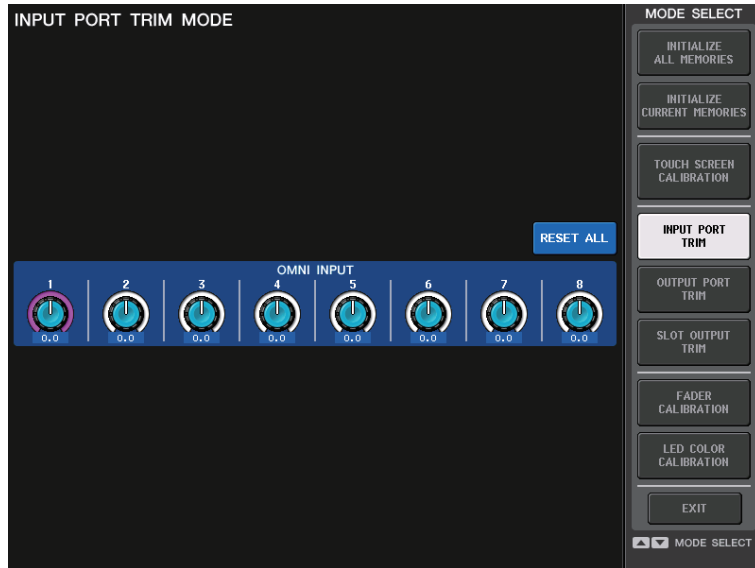 INPUT PORT TRIM MODE
RESET ALL
OMNI INPUT
1 2 3 4 5 6 7 8
0.0 0.0 0.0 0.0 0.0 0.0 0.0 0.0
MODE SELECT
INITIALIZE
ALL MEMORIES
INITIALIZE
CURRENT MEMORIES
TOUCH SCREEN
CALIBRATION
INPUT PORT
TRIM
OUTPUT PORT
TRIM
SLOT OUTPUT
TRIM
FADER
CALIBRATION
LED COLOR
CALIBRATION
EXIT
MODE SELECT